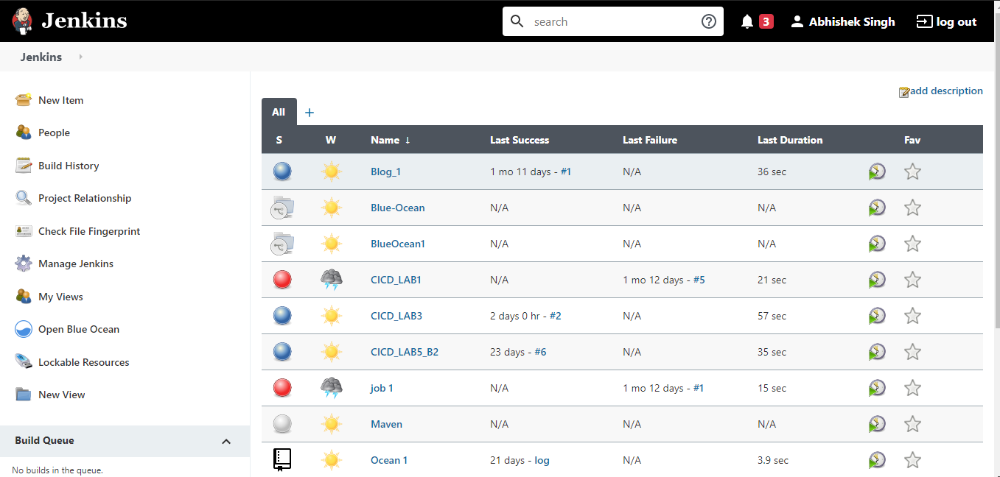 Jenkins
search
3
Abhishek Singh
log out
Jenkins
New Item
People
Build History
Project Relationship
Check File Fingerprint
Manage Jenkins
My Views
Open Blue Ocean
Lockable Resources
New View
Build Queue
No builds in the queue.
add description
All +
S W Name ↓ Last Success Last Failure Last Duration Fav
Blog_1 1 mo 11 days - #1 N/A 36 sec
Blue-Ocean N/A N/A N/A
BlueOcean1 N/A N/A N/A
CICD_LAB1 N/A 1 mo 12 days - #5 21 sec
CICD_LAB3 2 days 0 hr - #2 N/A 57 sec
CICD_LAB5_B2 23 days - #6 N/A 35 sec
job 1 N/A 1 mo 12 days - #1 15 sec
Maven N/A N/A N/A
Ocean 1 21 days - log N/A 3.9 sec